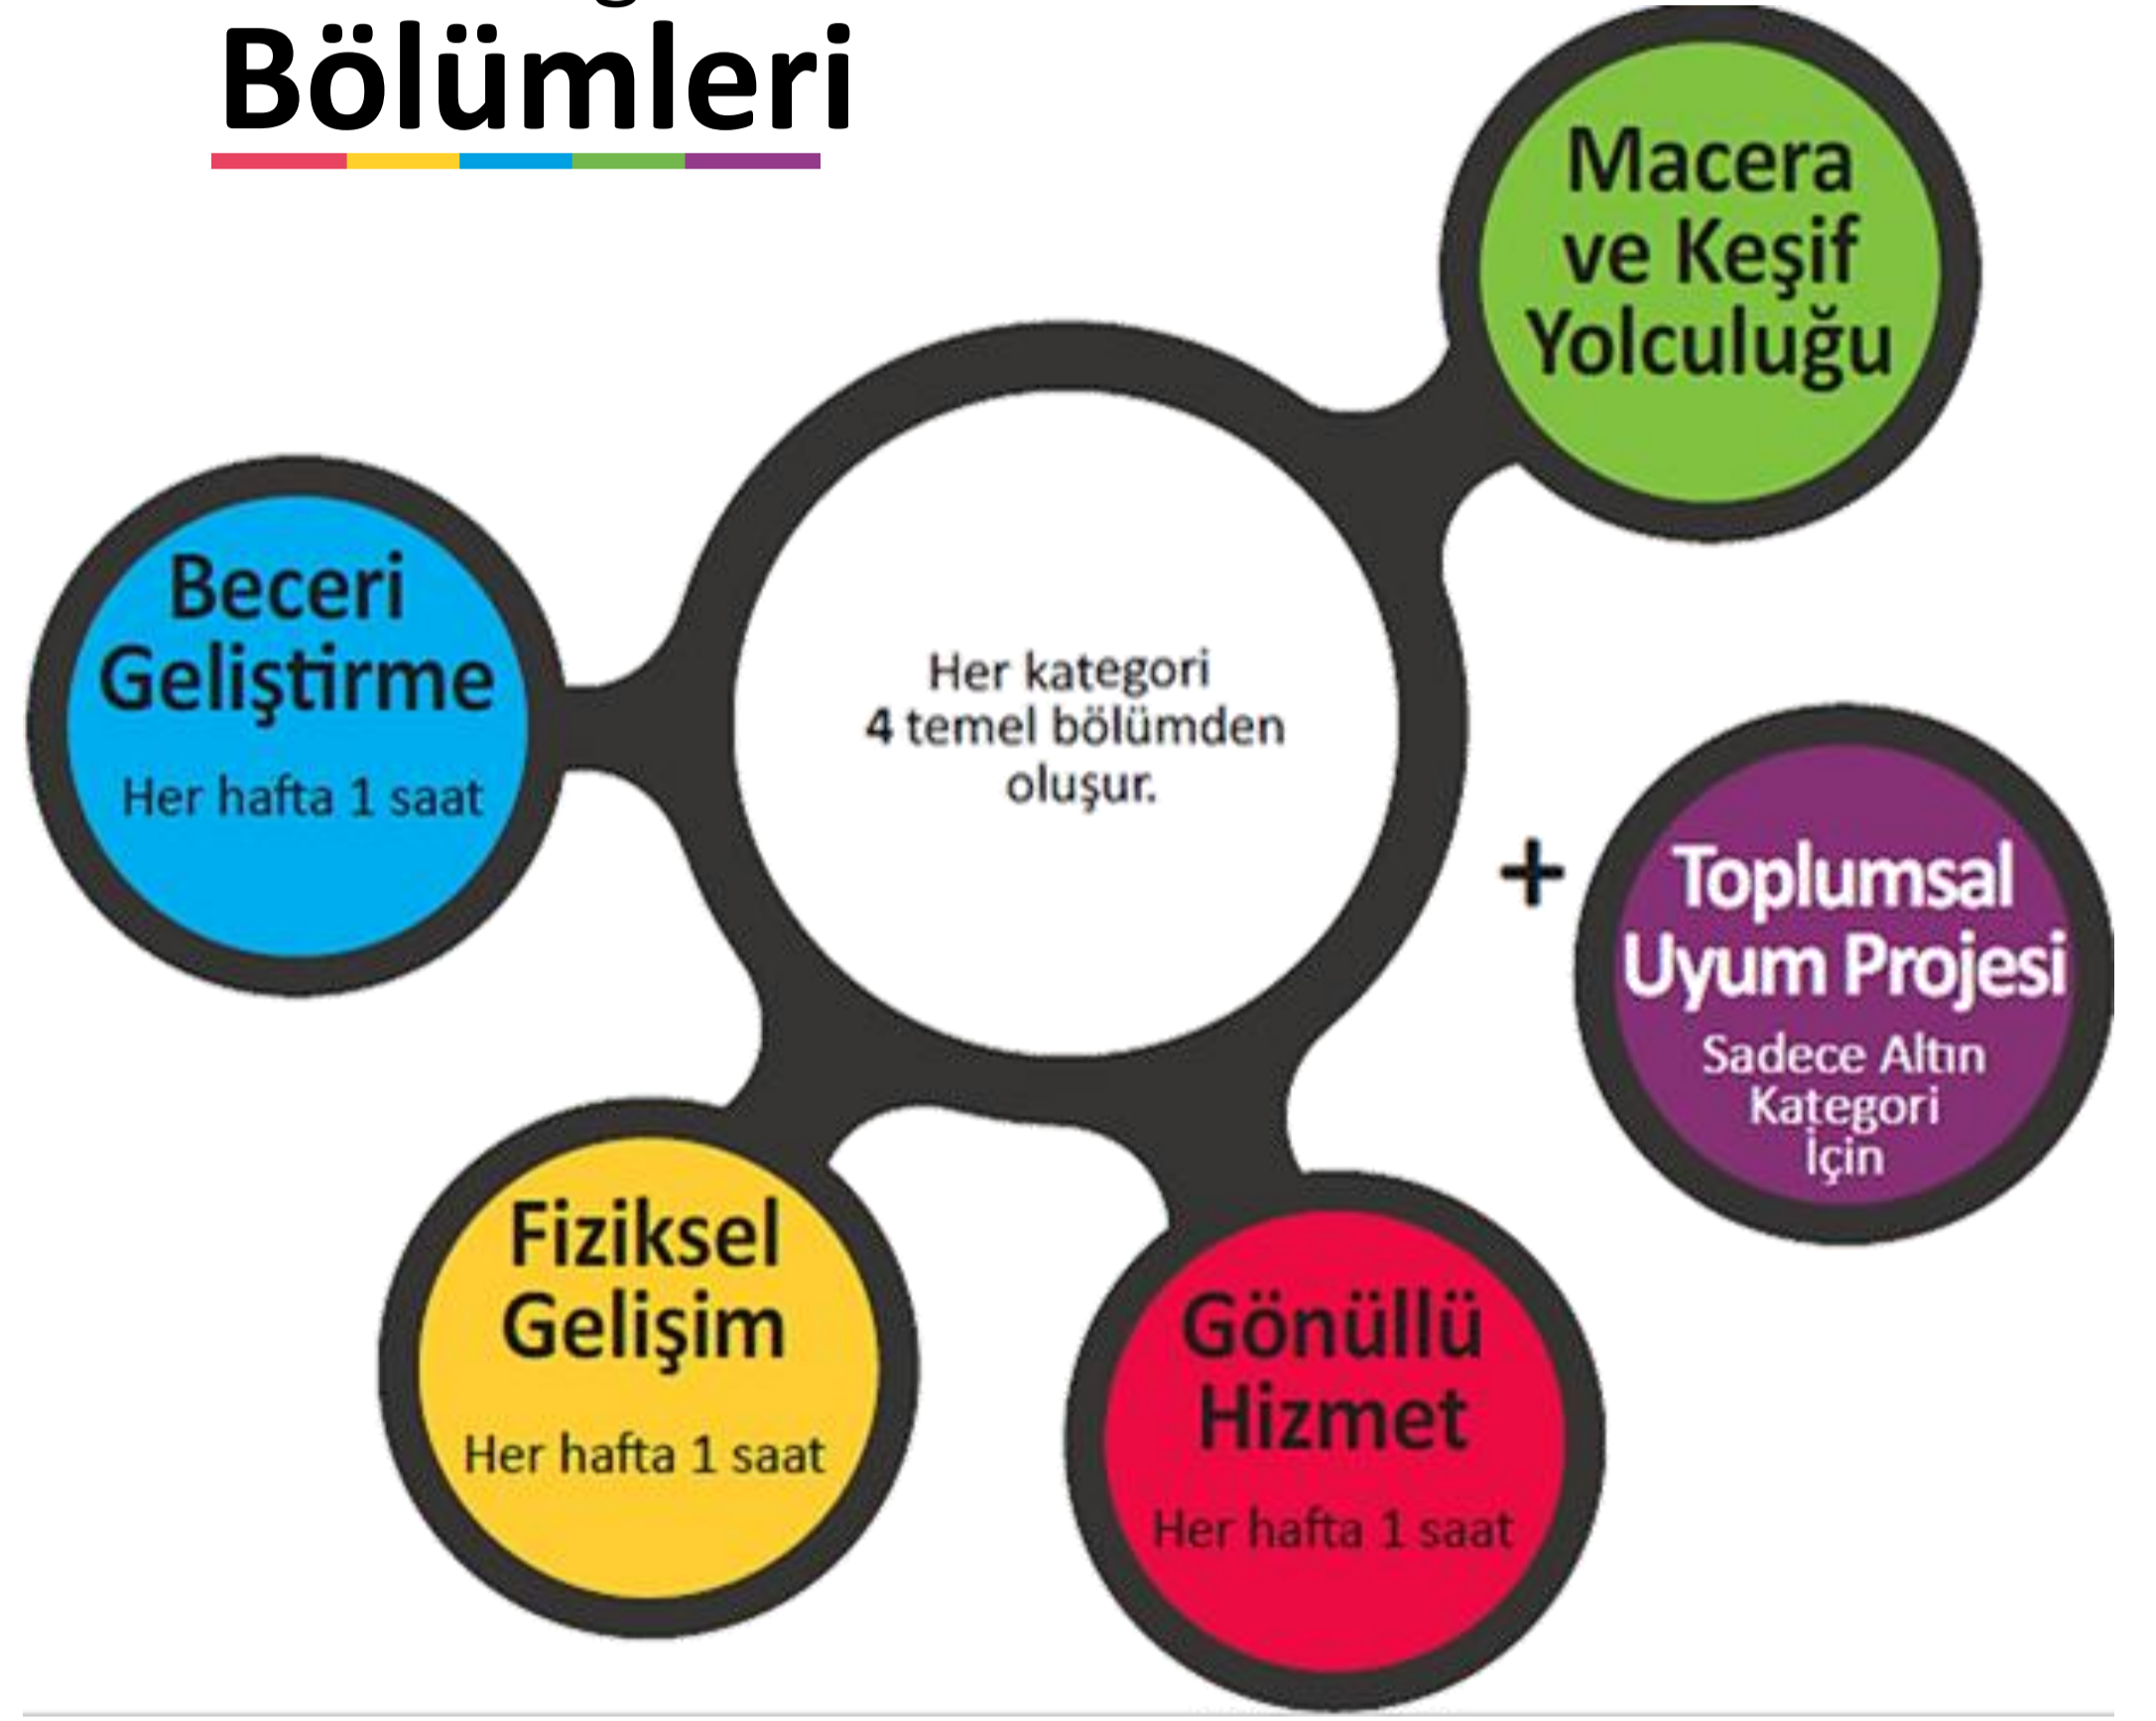 Bölümleri
Macera
ve Keşif
Yolculuğu
Beceri
Geliştirme
Her hafta 1 saat
Her kategori
4 temel bölümden
oluşur.
+
Toplumsal
Uyum Projesi
Sadece Altın
Kategori
İçin
Fiziksel
Gelişim
Her hafta 1 saat
Gönüllü
Hizmet
Her hafta 1 saat